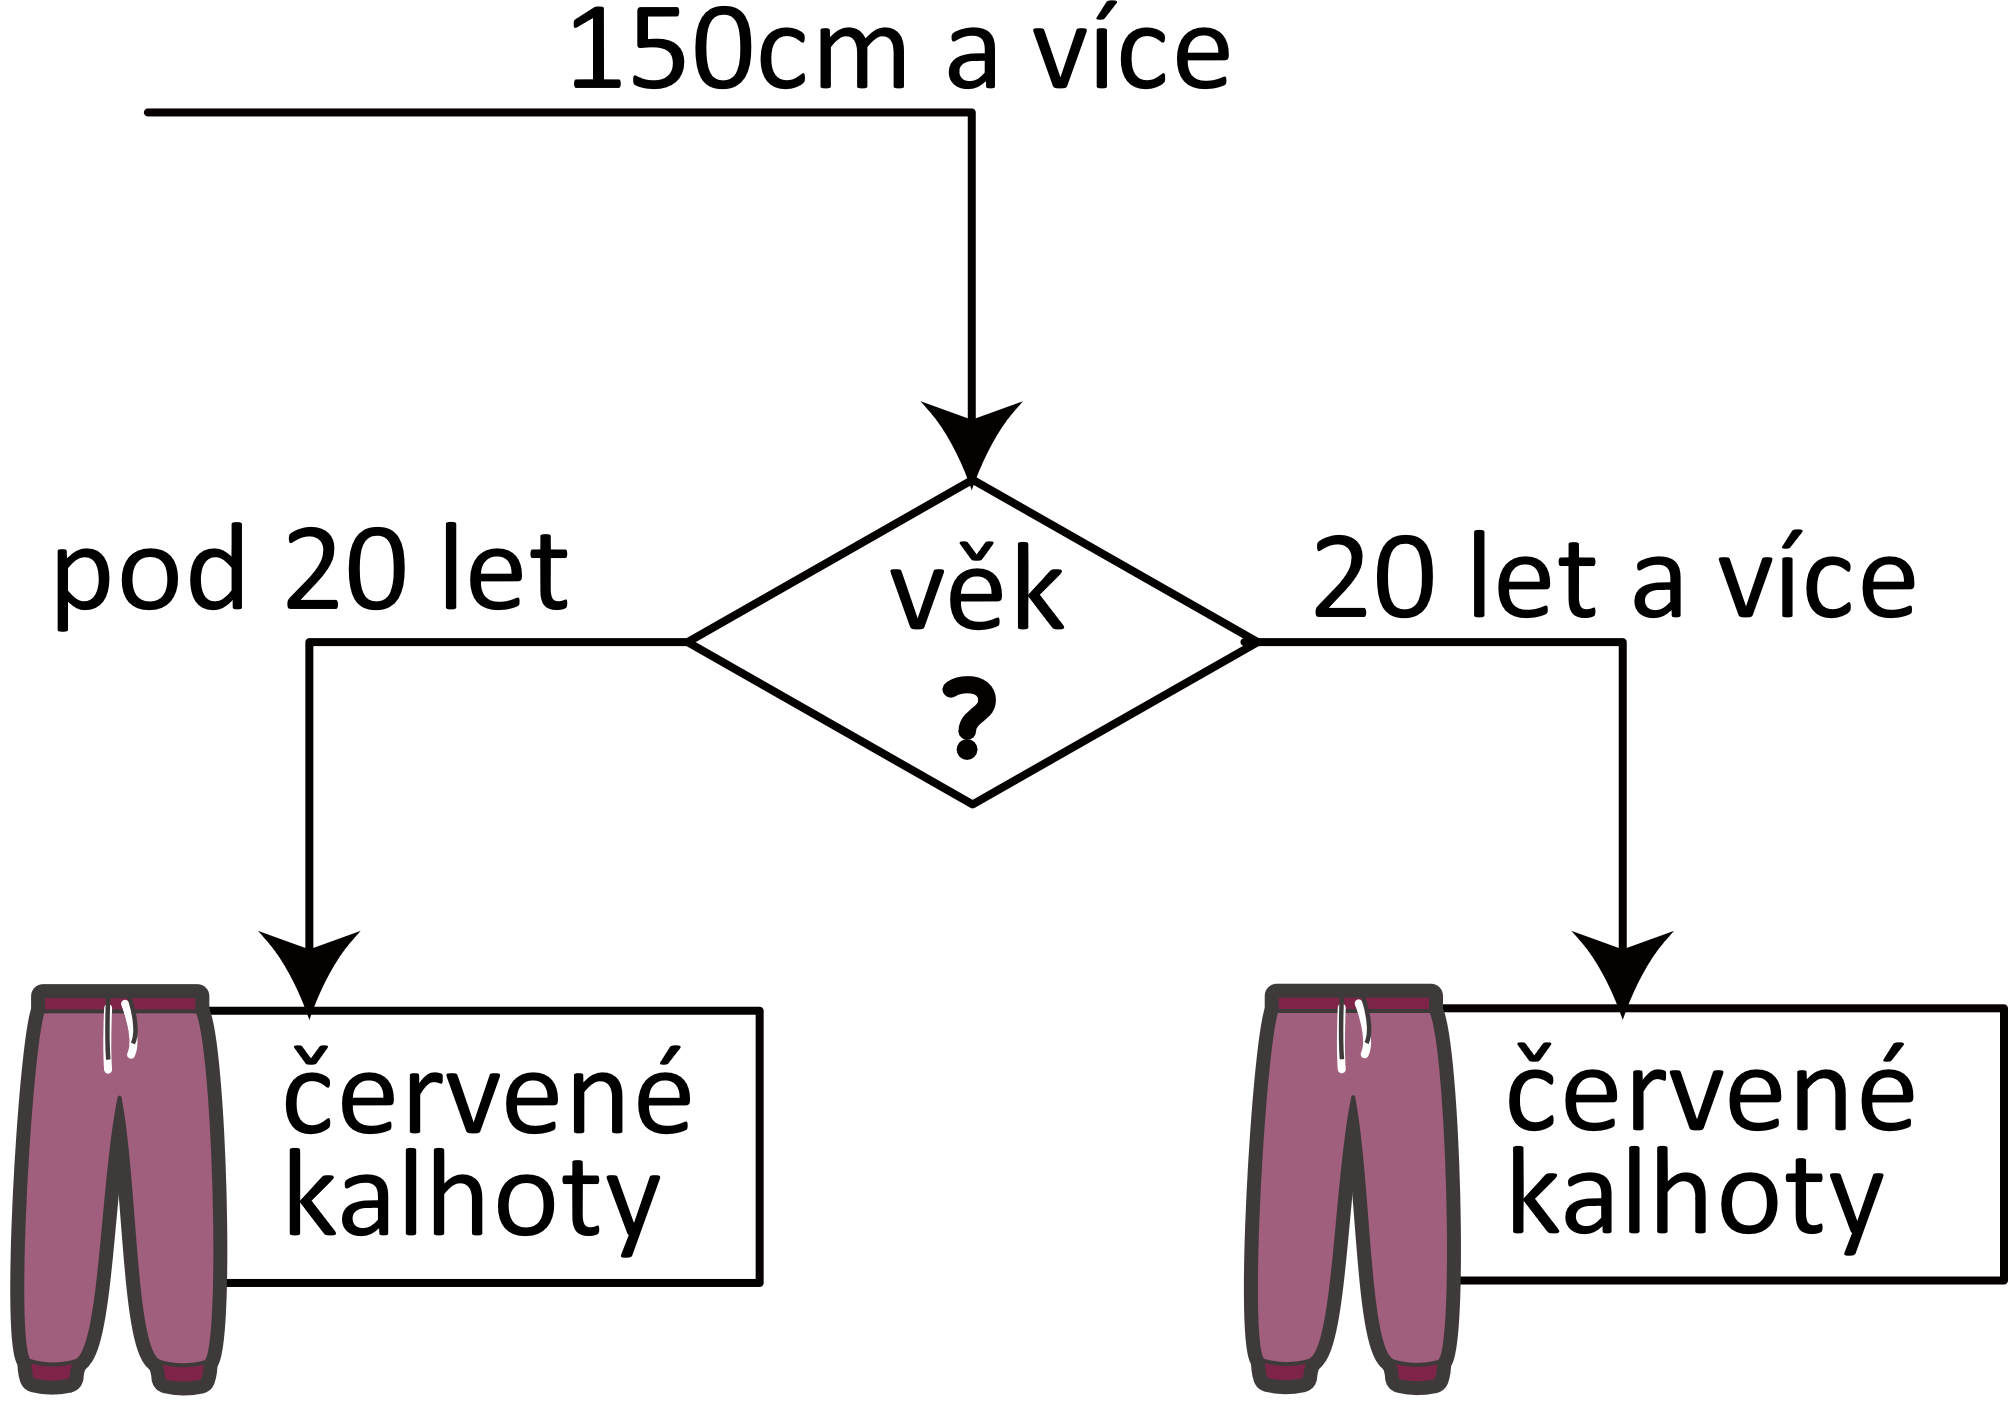 150cm a více
pod 20 let
věk
?
20 let a více
červené
kalhoty
červené
kalhoty